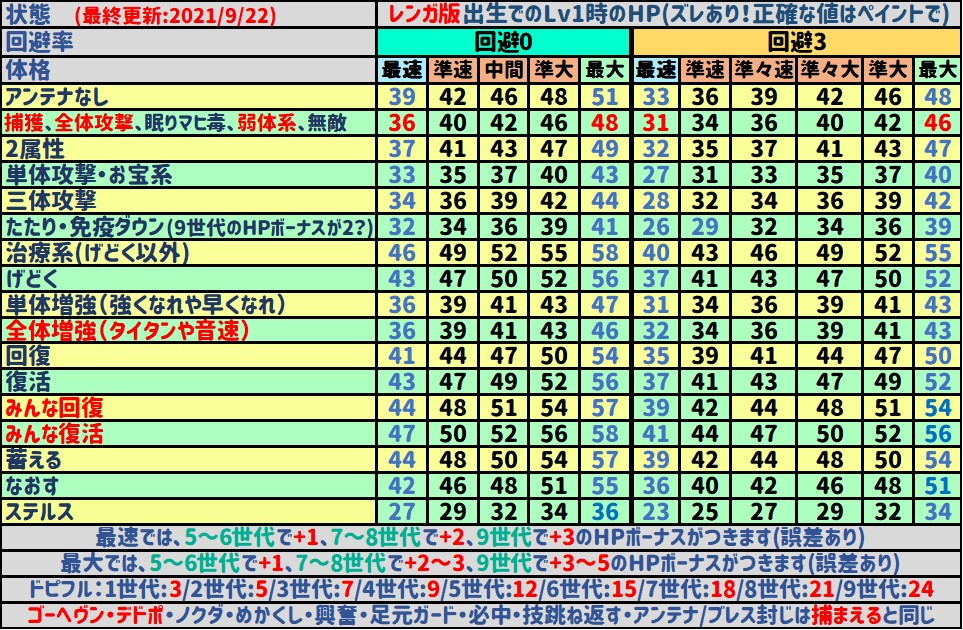 状態 (最終更新:2021/9/22) レンガ版出生でのLv1時のHP(ズレあり!正確な値はペイントで)
回避率 回避0 回避3
体格 最速 準速 中間 準大 最大 最速 準速 準々速 準々大 準大 最大
アンテナなし 39 42 46 48 51 33 36 39 42 46 48
捕獲、全体攻撃、眠りマヒ毒、弱体系、無敵 36 40 42 46 48 31 34 36 40 42 46
2属性 37 41 43 47 49 32 35 37 41 43 47
単体攻撃・お宝系 33 35 37 40 43 27 31 33 35 37 40
三体攻撃 34 36 39 42 44 28 32 34 36 39 42
たたり・免疫ダウン(9世代のHPボーナスが2?) 32 34 36 39 41 26 29 32 34 36 39
治療系(げどく以外) 46 49 52 55 58 40 43 46 49 52 55
げどく 43 47 50 52 56 37 41 43 47 50 52
単体増強(強くなれや早くなれ) 36 39 41 43 47 31 34 36 39 41 43
全体増強(タイタンや音速) 36 39 41 43 46 32 34 36 39 41 43
回復 41 44 47 50 54 35 39 41 44 47 50
復活 43 47 49 52 56 37 41 43 47 49 52
みんな回復 44 48 51 54 57 39 42 44 48 51 54
みんな復活 47 50 52 56 58 41 44 47 50 52 56
蓄える 44 48 50 54 57 39 42 44 48 50 54
なおす 42 46 48 51 55 36 40 42 46 48 51
ステルス 27 29 32 34 36 23 25 27 29 32 34
最速では、5～6世代で+1、7～8世代で+2、9世代で+3のHPボーナスがつきます(誤差あり)
最大では、5～6世代で+1、7～8世代で+2～3、9世代で+3～5のHPボーナスがつきます(誤差あり)
ドピフル:1世代:3/2世代:5/3世代:7/4世代:9/5世代:12/6世代:15/7世代:18/8世代:21/9世代:24
ゴーヘヴン・テドポ・ノクダ・めかくし・興奮・足元ガード・必中・技跳ね返す・アンテナ/ブレス封じは捕まえると同じ